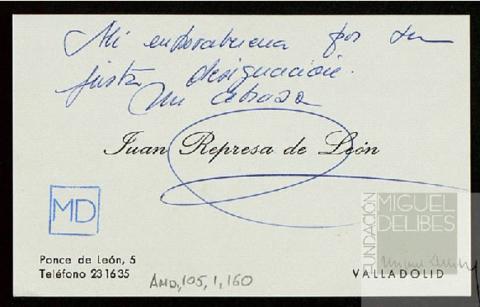 Mi enhorabuena por tu
justa designación.
Un abrazo
Juan Represa de León
MD
Ponce de León, 5
Teléfono 231635
AMD,105,1,160
VALLADOLID
FUNDACIÓN
MIGUEL
DELIBES